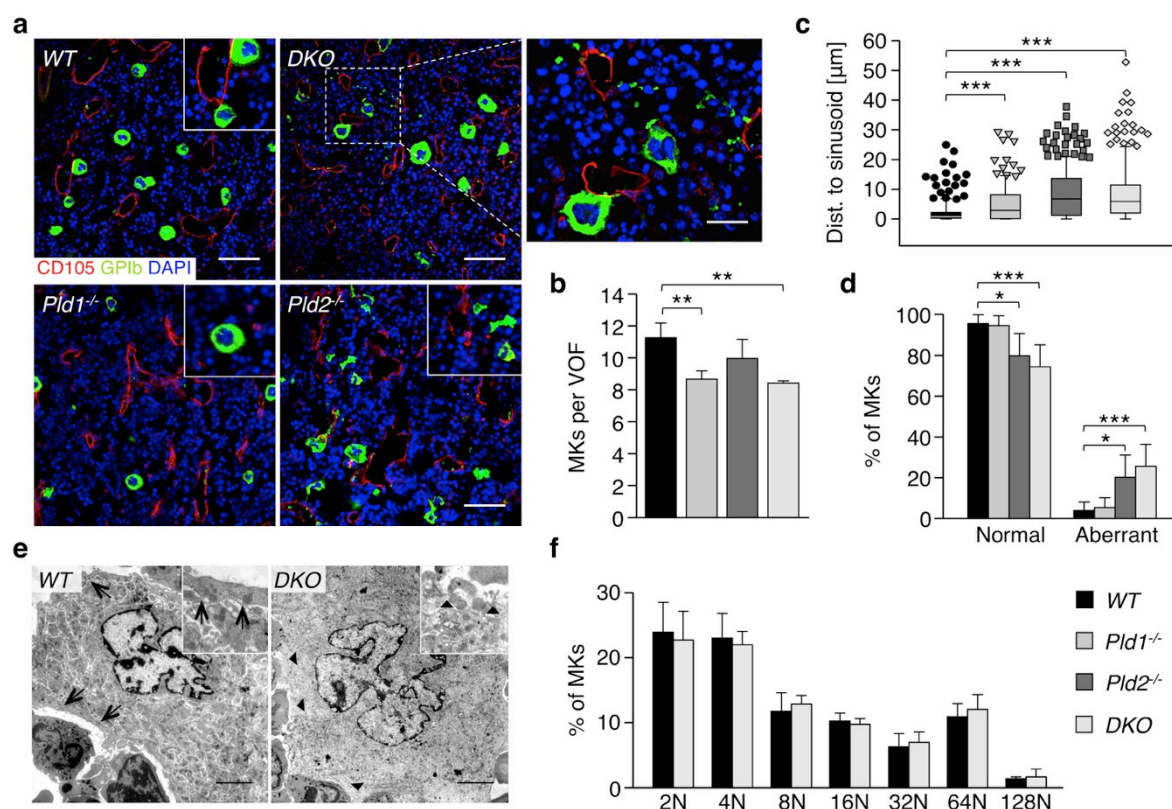 a
WT
DKO
CD105 GPIb DAPI
Pld1-/-
Pld2-/-
b
MKs per VOF
14
12
10
8
6
4
2
0
**
**
c
Dist. to sinusoid [µm]
60
50
40
30
20
10
0
***
***
***
d
% of MKs
100
80
60
40
20
0
***
*
***
*
Normal Aberrant
e
WT
DKO
f
% of MKs
30
20
10
0
2N 4N 8N 16N 32N 64N 128N
WT
Pld1-/-
Pld2-/-
DKO